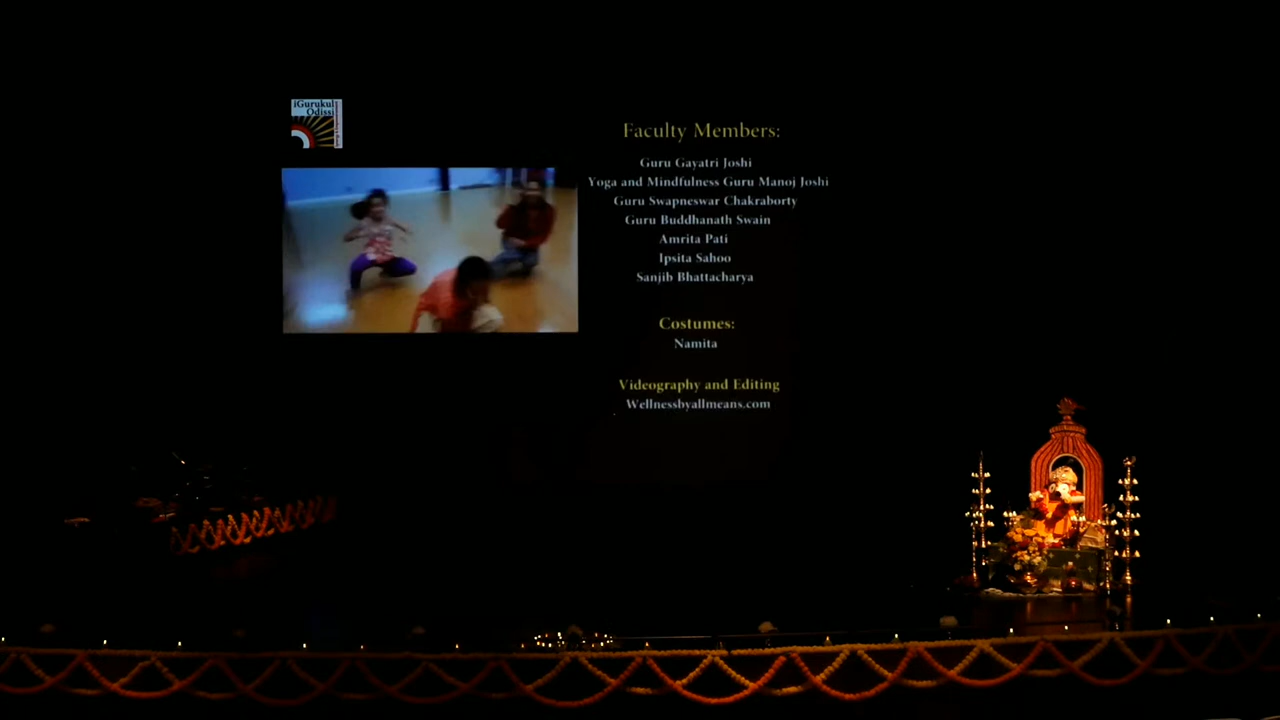 iGurukul
Odissi
Faculty Members:
Guru Gayatri Joshi
Yoga and Mindfulness Guru Manoj Joshi
Guru Swapneswar Chakraborty
Guru Buddhanath Swain
Amrita Pati
Ipsita Sahoo
Sanjib Bhattacharya
Costumes:
Namita
Videography and Editing
Wellnessbyallmeans.com